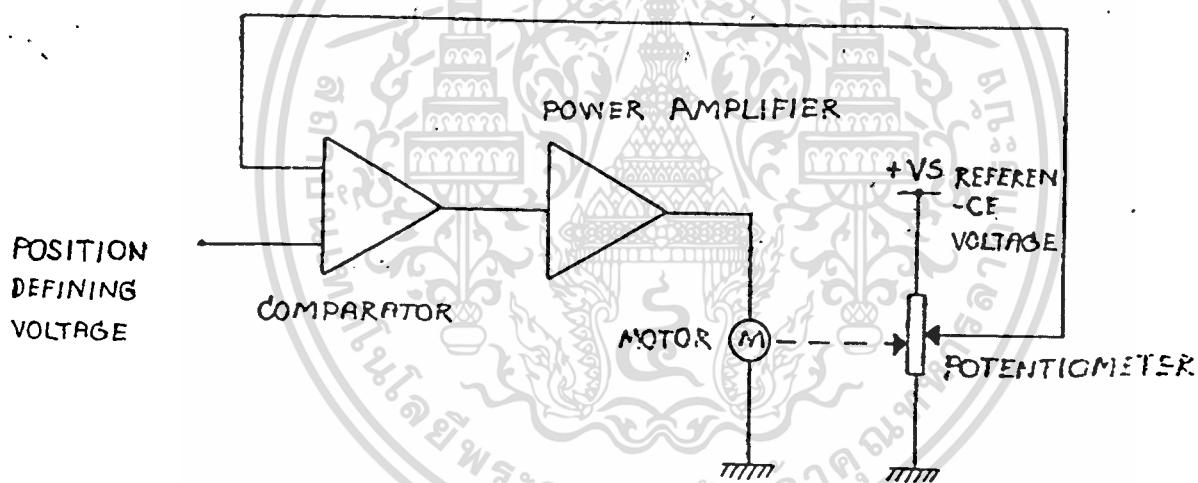 POWER AMPLIFIER
+VS REFEREN
-CE
VOLTAGE
POSITION
DEFINING
VOLTAGE
COMPARATOR
MOTOR M
POTENTIOMETER